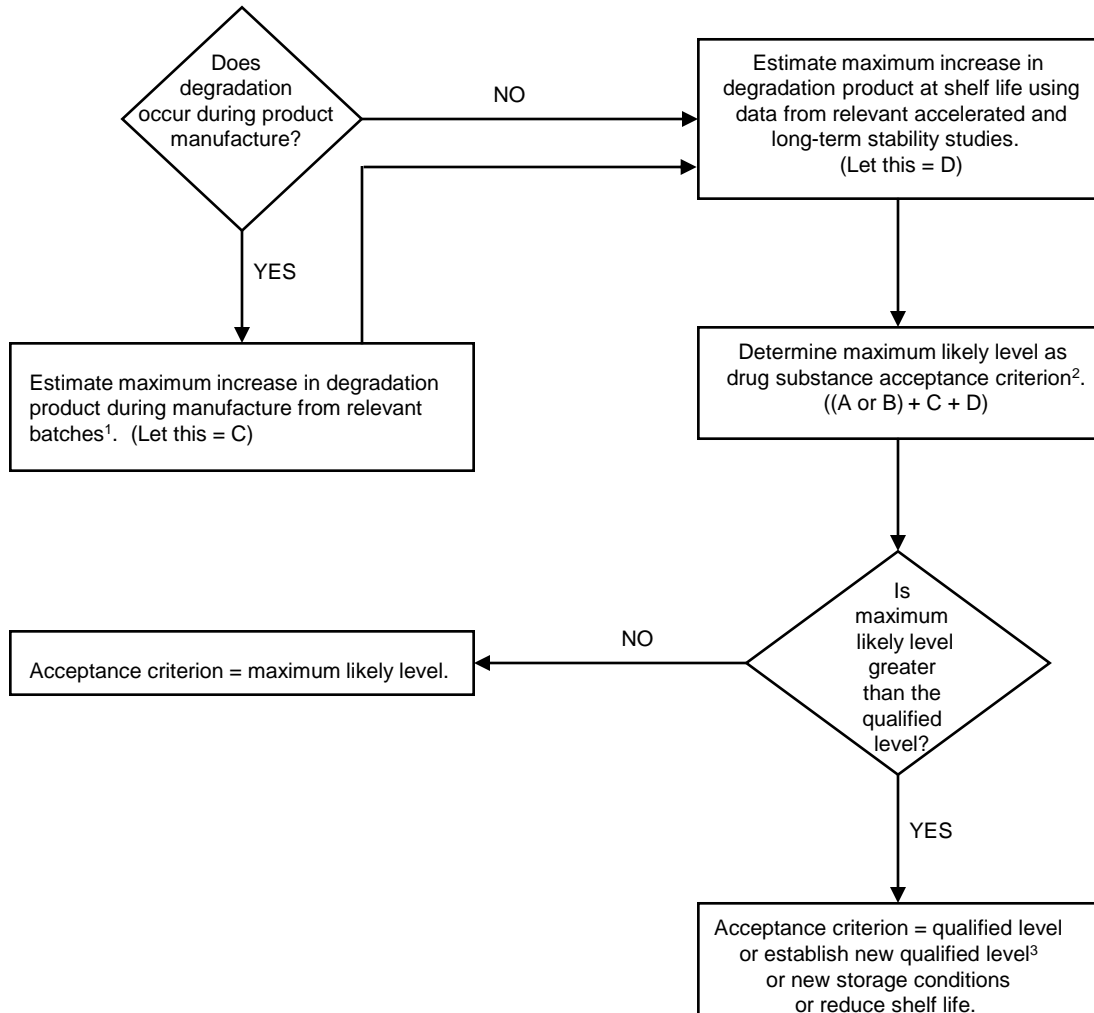 Does
degradation
occur during product
manufacture?
NO
Estimate maximum increase in
degradation product at shelf life using
data from relevant accelerated and
long-term stability studies.
(Let this = D)
YES
Estimate maximum increase in degradation
product during manufacture from relevant
batches¹. (Let this = C)
Determine maximum likely level as
drug substance acceptance criterion².
((A or B) + C + D)
Is
maximum
likely level
greater
than the
qualified
level?
NO
Acceptance criterion = maximum likely level.
YES
Acceptance criterion = qualified level
or establish new qualified level³
or new storage conditions
or reduce shelf life.